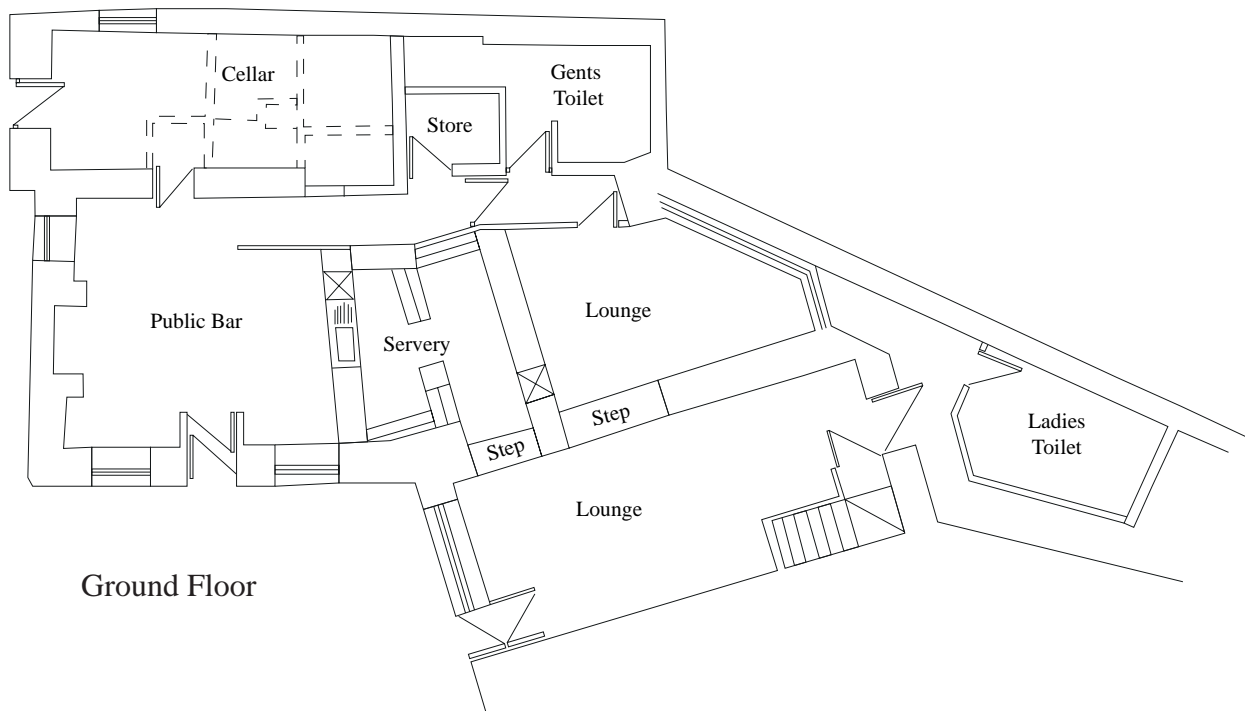 Cellar
Gents
Toilet
Store
Public Bar
Servery
Lounge
Step
Step
Ladies
Toilet
Lounge
Ground Floor